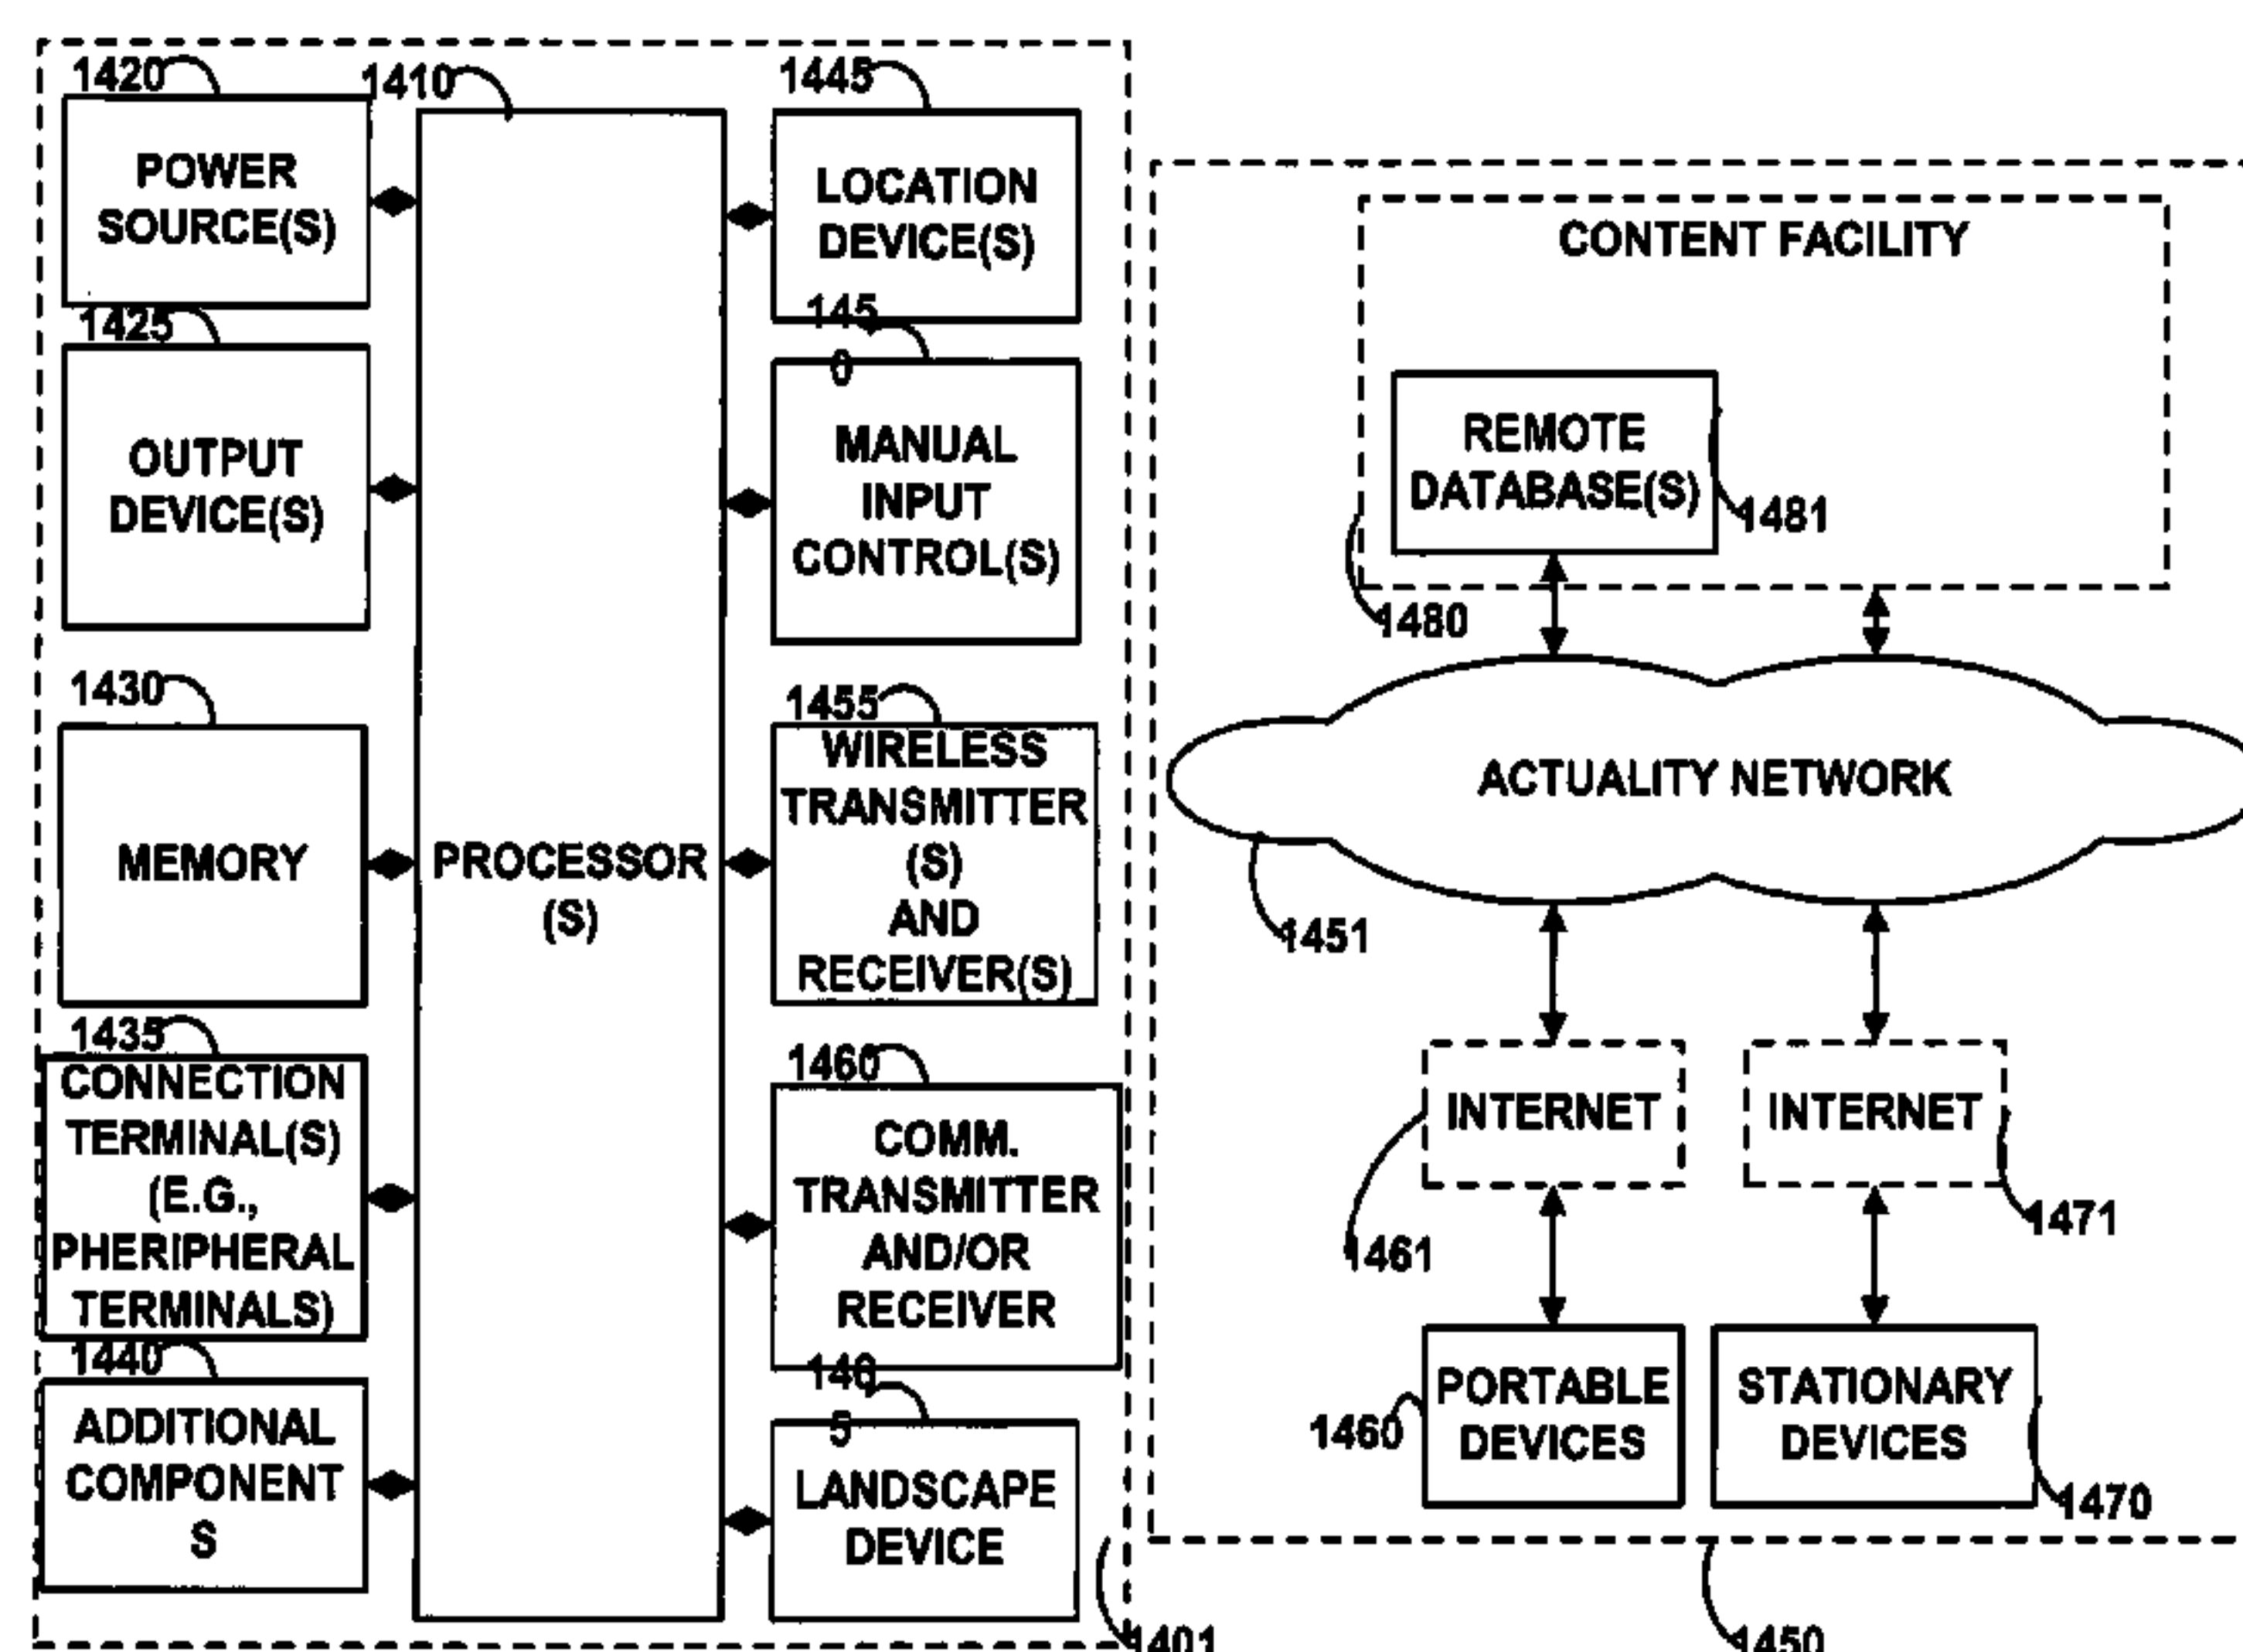 1420
POWER
SOURCE(S)
1425
OUTPUT
DEVICE(S)
1430
MEMORY
1435
CONNECTION
TERMINAL(S)
(E.G.,
PHERIPHERAL
TERMINALS)
1440
ADDITIONAL
COMPONENT
S
1410
PROCESSOR
(S)
1445
LOCATION
DEVICE(S)
145
0
MANUAL
INPUT
CONTROL(S)
1455
WIRELESS
TRANSMITTER
(S)
AND
RECEIVER(S)
1460
COMM.
TRANSMITTER
AND/OR
RECEIVER
146
5
LANDSCAPE
DEVICE
1401
CONTENT FACILITY
REMOTE
DATABASE(S)
1481
1480
ACTUALITY NETWORK
1451
INTERNET
1461
INTERNET
1471
PORTABLE
DEVICES
1460
STATIONARY
DEVICES
1470
1450